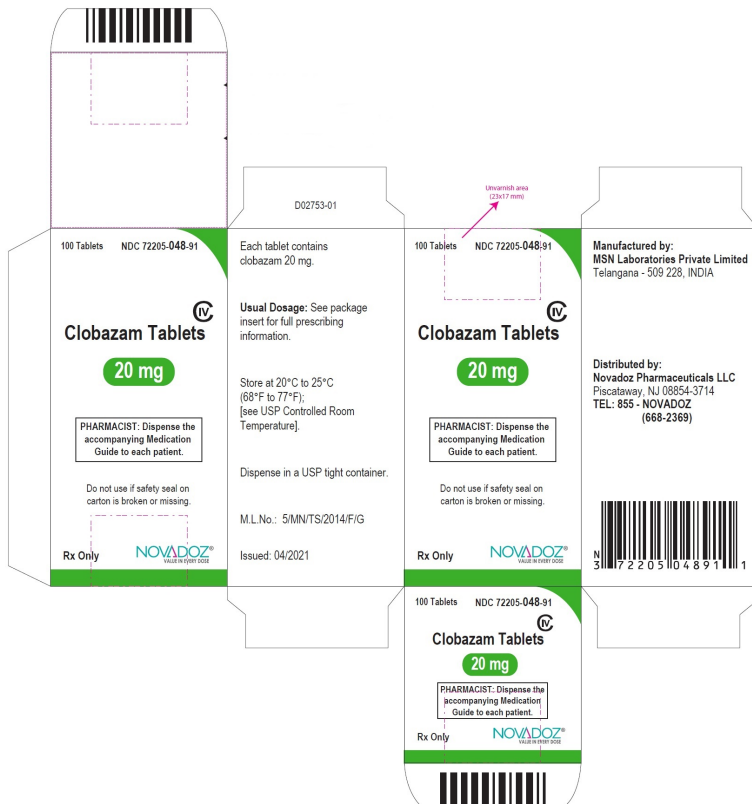 D02753-01
Unvarnish area
(23x17 mm)
100 Tablets NDC 72205-048-91
CIV
Clobazam Tablets
20 mg
PHARMACIST: Dispense the
accompanying Medication
Guide to each patient.
Do not use if safety seal on
carton is broken or missing.
Rx Only
NOVADOZ®
VALUE IN EVERY DOSE
Each tablet contains
clobazam 20 mg.
Usual Dosage: See package
insert for full prescribing
information.
Store at 20°C to 25°C
(68°F to 77°F);
[see USP Controlled Room
Temperature].
Dispense in a USP tight container.
M.L.No.: 5/MN/TS/2014/F/G
Issued: 04/2021
100 Tablets NDC 72205-048-91
CIV
Clobazam Tablets
20 mg
PHARMACIST: Dispense the
accompanying Medication
Guide to each patient.
Do not use if safety seal on
carton is broken or missing.
Rx Only
NOVADOZ®
VALUE IN EVERY DOSE
Manufactured by:
MSN Laboratories Private Limited
Telangana - 509 228, INDIA
Distributed by:
Novadoz Pharmaceuticals LLC
Piscataway, NJ 08854-3714
TEL: 855 - NOVADOZ
(668-2369)
N
3 72205 04891 1
100 Tablets NDC 72205-048-91
CIV
Clobazam Tablets
20 mg
PHARMACIST: Dispense the
accompanying Medication
Guide to each patient.
Rx Only
NOVADOZ®
VALUE IN EVERY DOSE